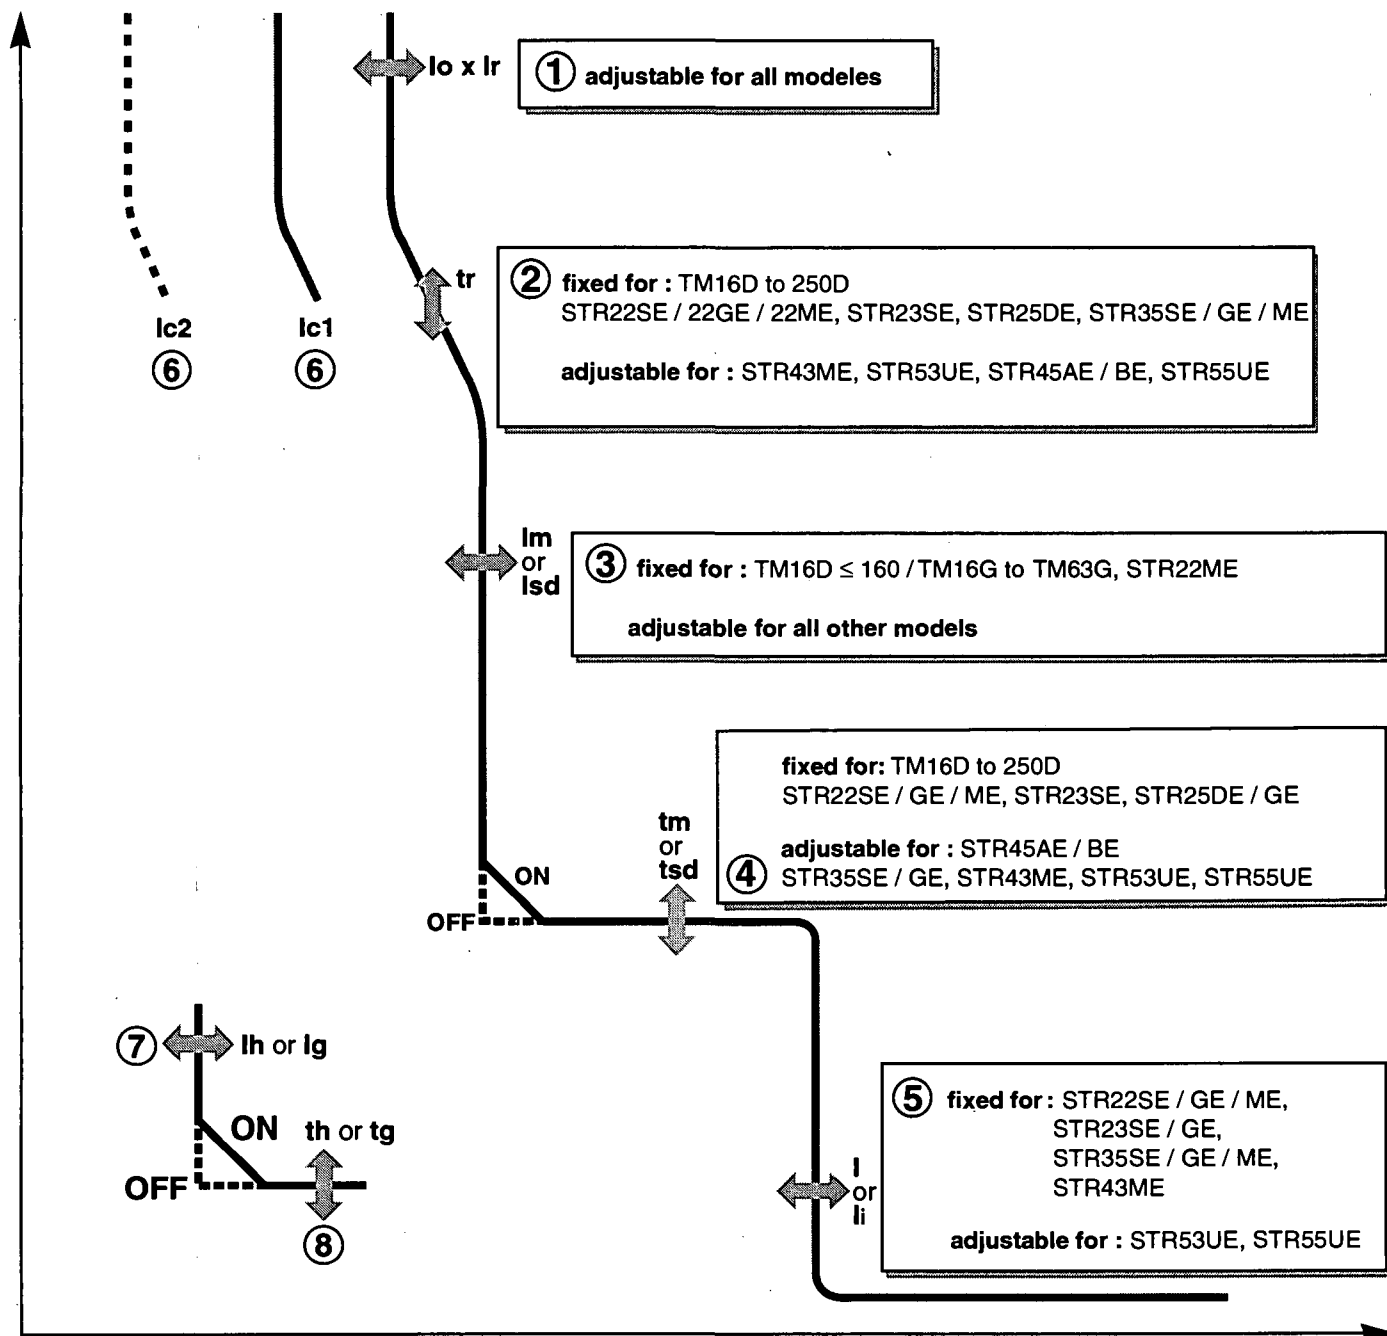 Io x Ir
① adjustable for all modeles
tr
② fixed for : TM16D to 250D
STR22SE / 22GE / 22ME, STR23SE, STR25DE, STR35SE / GE / ME
adjustable for : STR43ME, STR53UE, STR45AE / BE, STR55UE
Ic2
⑥
Ic1
⑥
Im
or
Isd
③ fixed for : TM16D ≤ 160 / TM16G to TM63G, STR22ME
adjustable for all other models
fixed for: TM16D to 250D
STR22SE / GE / ME, STR23SE, STR25DE / GE
adjustable for : STR45AE / BE
④ STR35SE / GE, STR43ME, STR53UE, STR55UE
tm
or
tsd
ON
OFF
⑦ Ih or Ig
ON
th or tg
OFF
⑧
⑤ fixed for : STR22SE / GE / ME,
STR23SE / GE,
STR35SE / GE / ME,
STR43ME
adjustable for : STR53UE, STR55UE
I
or
Ii